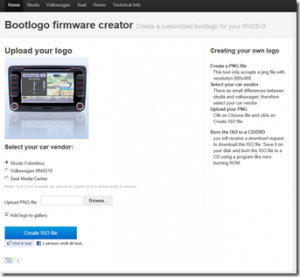 Home Skoda Volkswagen Seat Howto Technical Info
Bootlogo firmware creator Create a customized bootlogo for your RNS510
Upload your logo
Select your car vendor:
Skoda Columbus
Volkswagen RNS510
Seat Media Center
Upload PNG file Browse...
Add logo to gallery
Create ISO file
Creating your own logo
Create a PNG file
This tool only accepts a png file with
resolution 800x480
Select your car vendor
There as small differences between
skoda and volkswagen, therefore
select your car vendor
Upload your PNG
Clik on Choose file and click on
Create ISO file
Burn the ISO to a CD/DVD
you will receive a download request
to download the ISO file. Save it on
your disk and burn the ISO file to a
CD using a program like nero
burning ROM